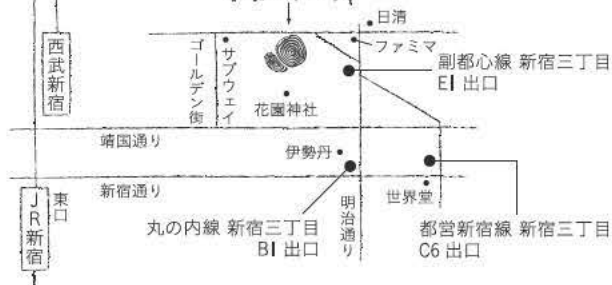 日清
ファミマ
西武新宿
ゴールデン街
サブウェイ
副都心線 新宿三丁目
E1 出口
花園神社
靖国通り
伊勢丹
新宿通り
世界堂
JR新宿
東口
明治通り
丸の内線 新宿三丁目
B1 出口
都営新宿線 新宿三丁目
C6 出口